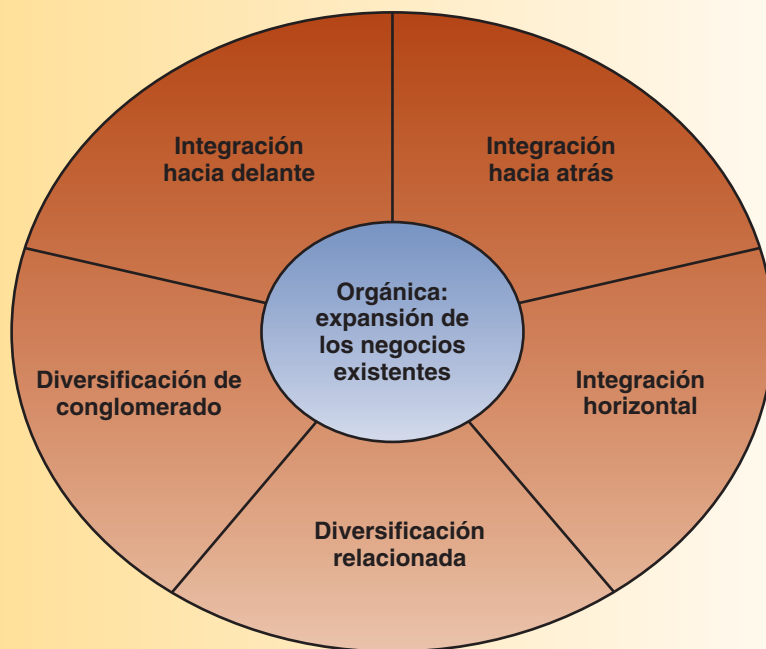 Integración
hacia delante
Integración
hacia atrás
Orgánica:
expansión de
los negocios
existentes
Diversificación de
conglomerado
Integración
horizontal
Diversificación
relacionada